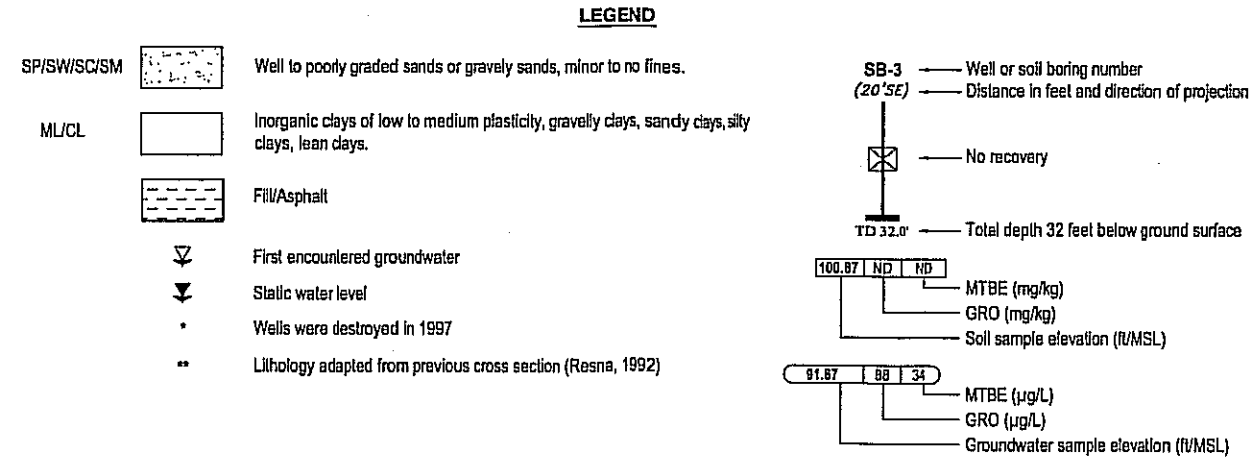 LEGEND
SP/SW/SC/SM
Well to poorly graded sands or gravely sands, minor to no fines.
ML/CL
Inorganic clays of low to medium plasticity, gravelly clays, sandy clays, silty
clays, lean clays.
Fill/Asphalt
First encountered groundwater
Static water level
* Wells were destroyed in 1997
** Lithology adapted from previous cross section (Resna, 1992)
SB-3 Well or soil boring number
(20'SE) Distance in feet and direction of projection
No recovery
TD 32.0' Total depth 32 feet below ground surface
100.87 ND ND
MTBE (mg/kg)
GRO (mg/kg)
Soil sample elevation (ft/MSL)
91.87 88 34
MTBE (µg/L)
GRO (µg/L)
Groundwater sample elevation (ft/MSL)